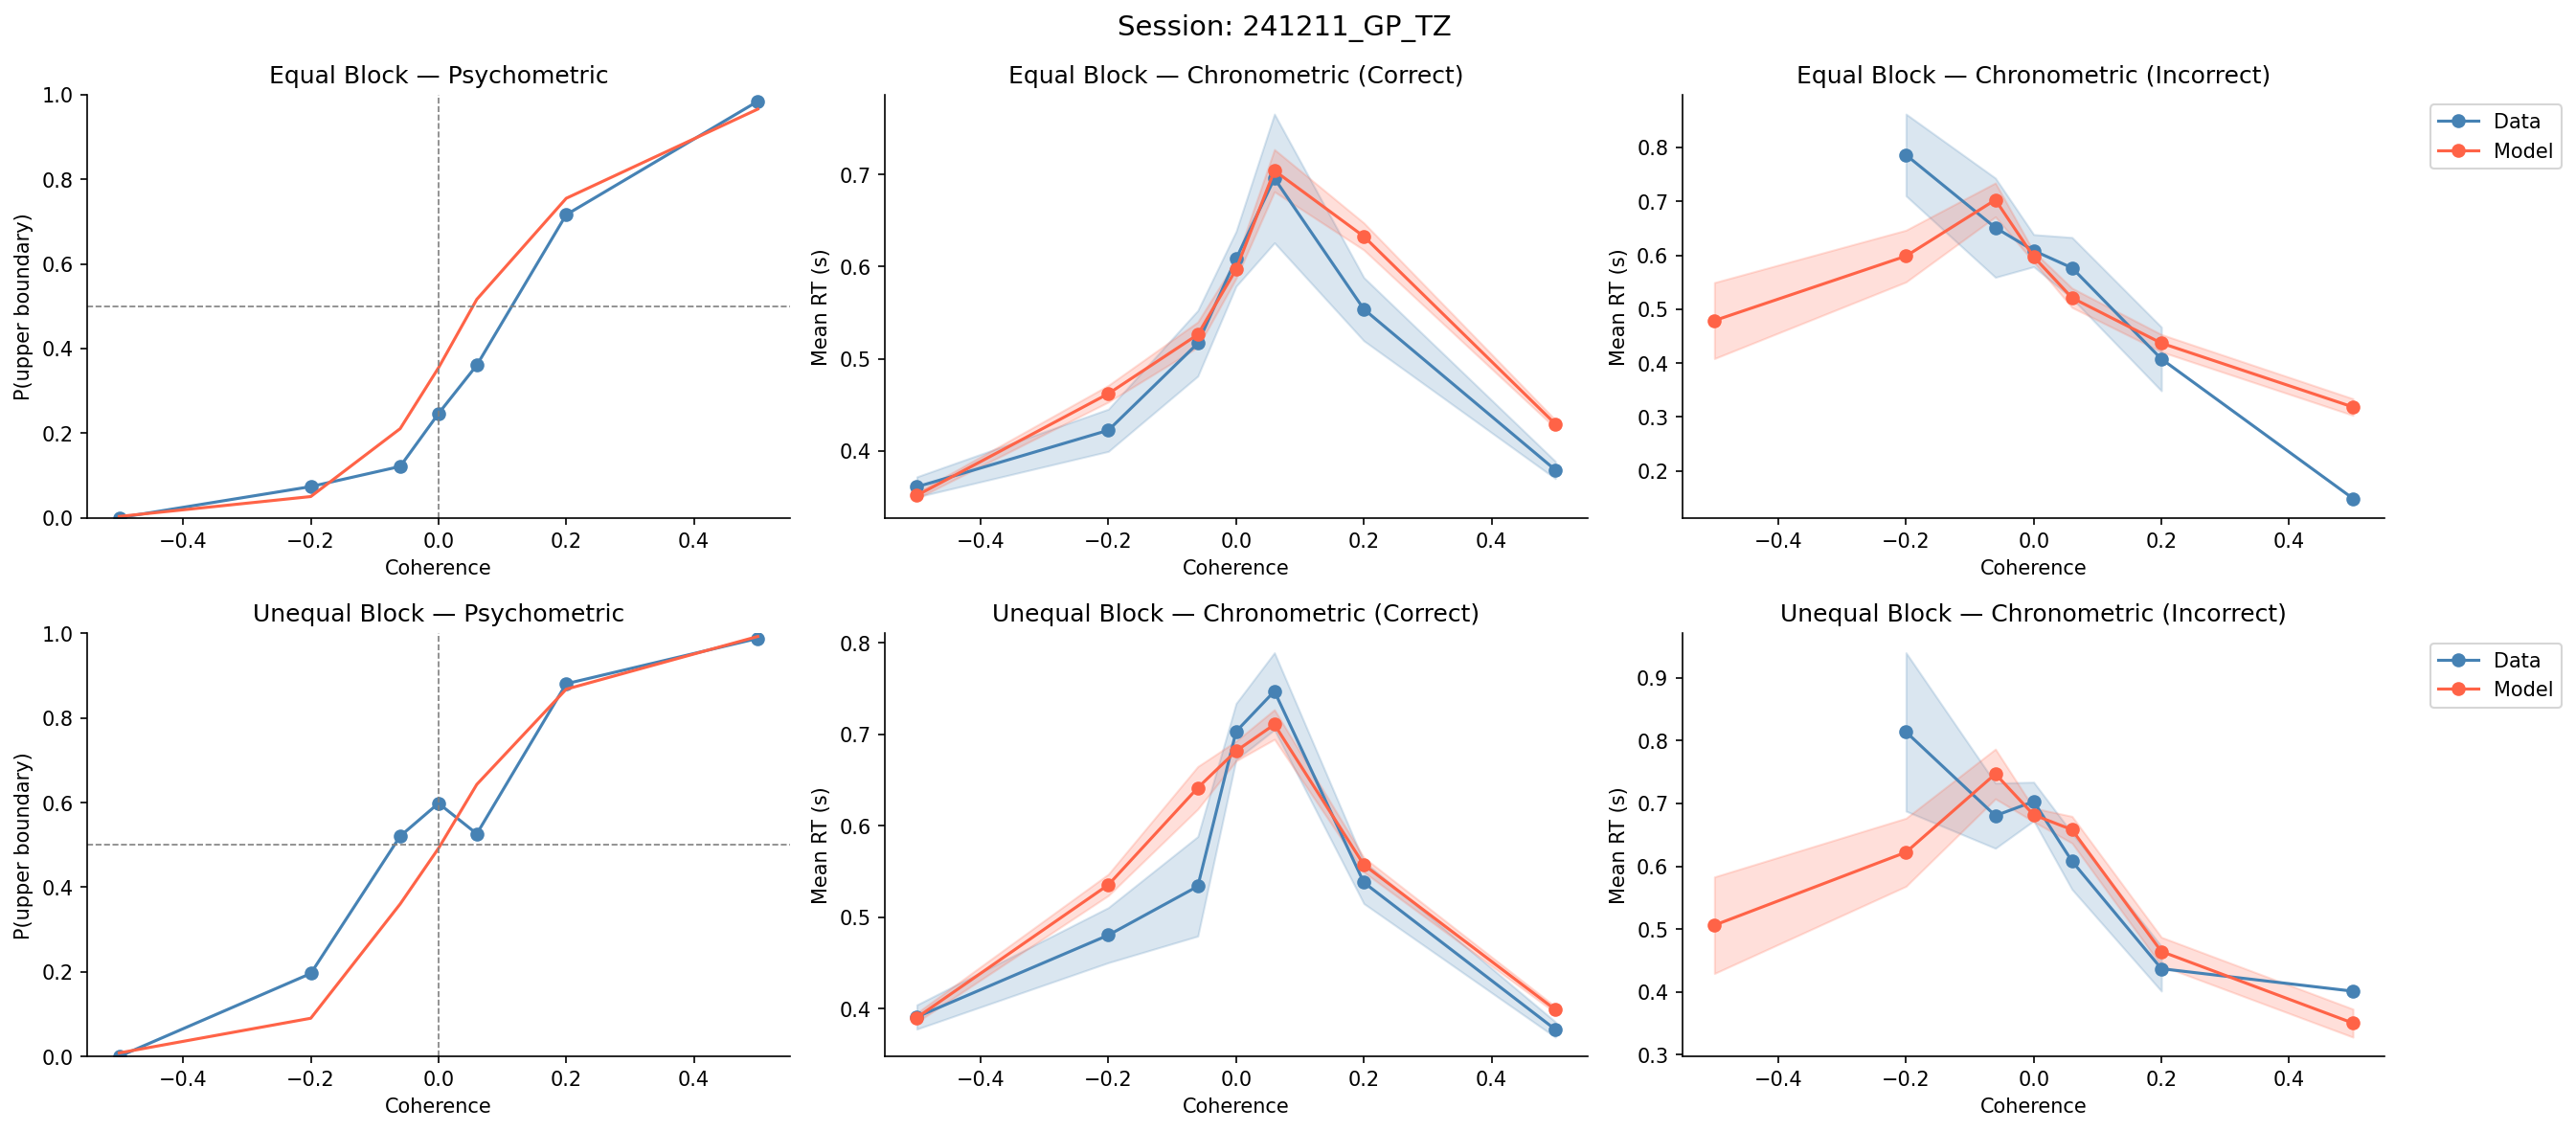 Session: 241211_GP_TZ
Equal Block — Psychometric
P(upper boundary)
1.0
0.8
0.6
0.4
0.2
0.0
−0.4 −0.2 0.0 0.2 0.4
Coherence
Equal Block — Chronometric (Correct)
Mean RT (s)
0.7
0.6
0.5
0.4
−0.4 −0.2 0.0 0.2 0.4
Coherence
Equal Block — Chronometric (Incorrect)
Mean RT (s)
0.8
0.7
0.6
0.5
0.4
0.3
0.2
−0.4 −0.2 0.0 0.2 0.4
Coherence
Data
Model
Unequal Block — Psychometric
P(upper boundary)
1.0
0.8
0.6
0.4
0.2
0.0
−0.4 −0.2 0.0 0.2 0.4
Coherence
Unequal Block — Chronometric (Correct)
Mean RT (s)
0.8
0.7
0.6
0.5
0.4
−0.4 −0.2 0.0 0.2 0.4
Coherence
Unequal Block — Chronometric (Incorrect)
Mean RT (s)
0.9
0.8
0.7
0.6
0.5
0.4
0.3
−0.4 −0.2 0.0 0.2 0.4
Coherence
Data
Model